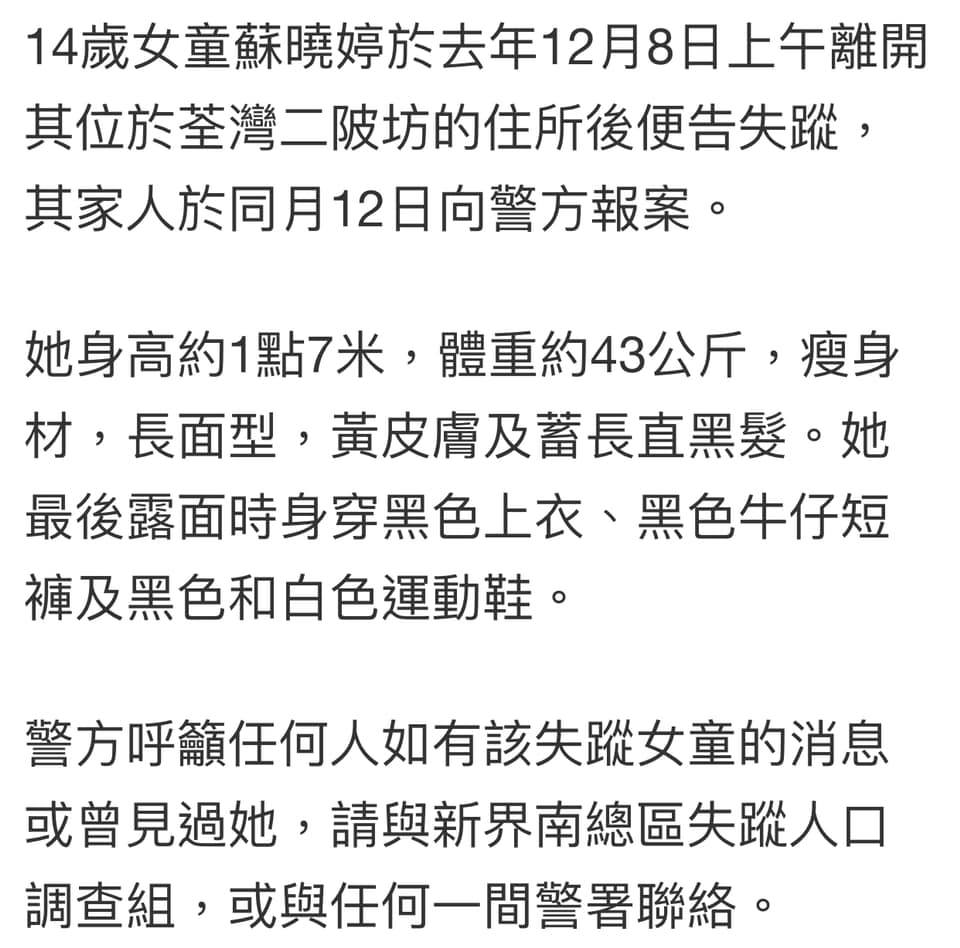 14歲女童蘇曉婷於去年12月8日上午離開
其位於荃灣二陂坊的住所後便告失蹤，
其家人於同月12日向警方報案。
她身高約1點7米，體重約43公斤，瘦身
材，長面型，黃皮膚及蓄長直黑髮。她
最後露面時身穿黑色上衣、黑色牛仔短
褲及黑色和白色運動鞋。
警方呼籲任何人如有該失蹤女童的消息
或曾見過她，請與新界南總區失蹤人口
調查組，或與任何一間警署聯絡。